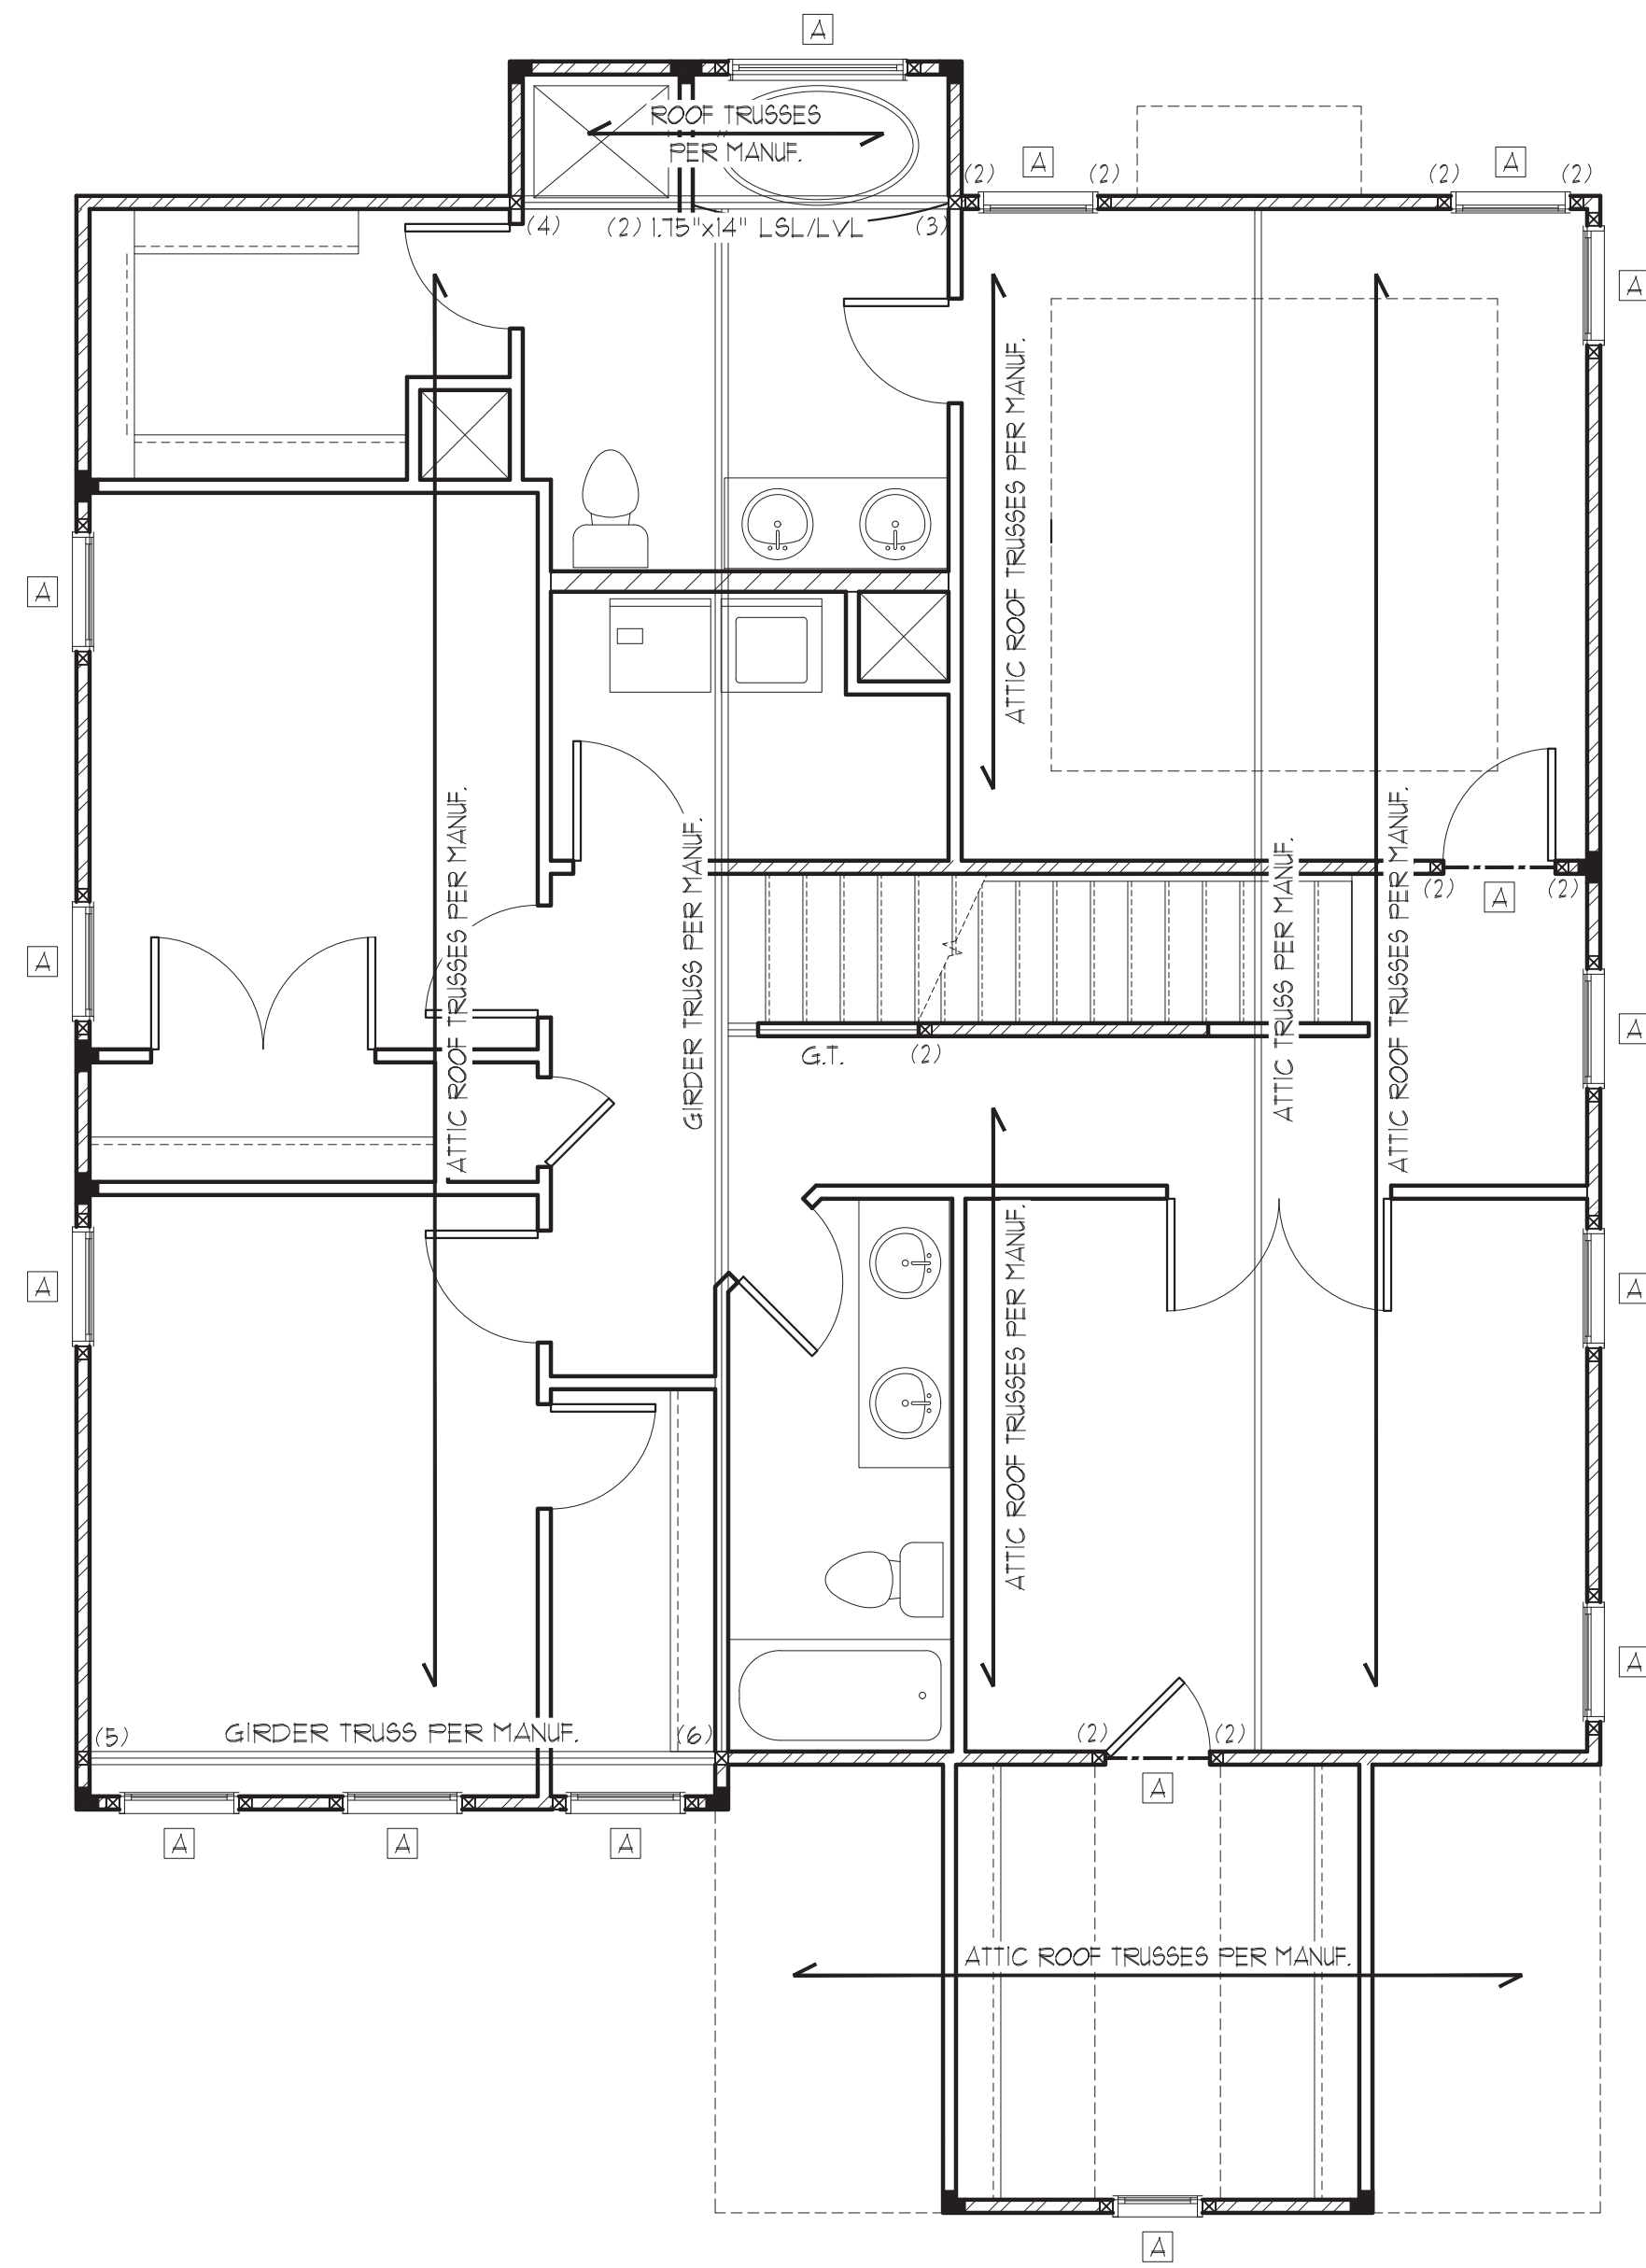 A
ROOF TRUSSES
PER MANUF.
(2)
A
(2)
(2)
A
(2)
(4)
(2) 1.75"x14" LSL/LVL
(3)
A
ATTIC ROOF TRUSSES PER MANUF.
A
ATTIC ROOF TRUSSES PER MANUF.
GIRDER TRUSS PER MANUF.
ATTIC TRUSS PER MANUF.
ATTIC ROOF TRUSSES PER MANUF.
(2)
A
(2)
A
A
A
G.T.
(2)
A
A
ATTIC ROOF TRUSSES PER MANUF.
A
(5)
GIRDER TRUSS PER MANUF.
(6)
(2)
(2)
A
A
A
A
ATTIC ROOF TRUSSES PER MANUF.
A